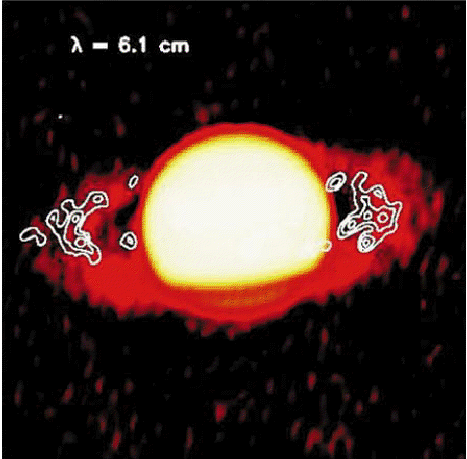 λ = 6.1 cm